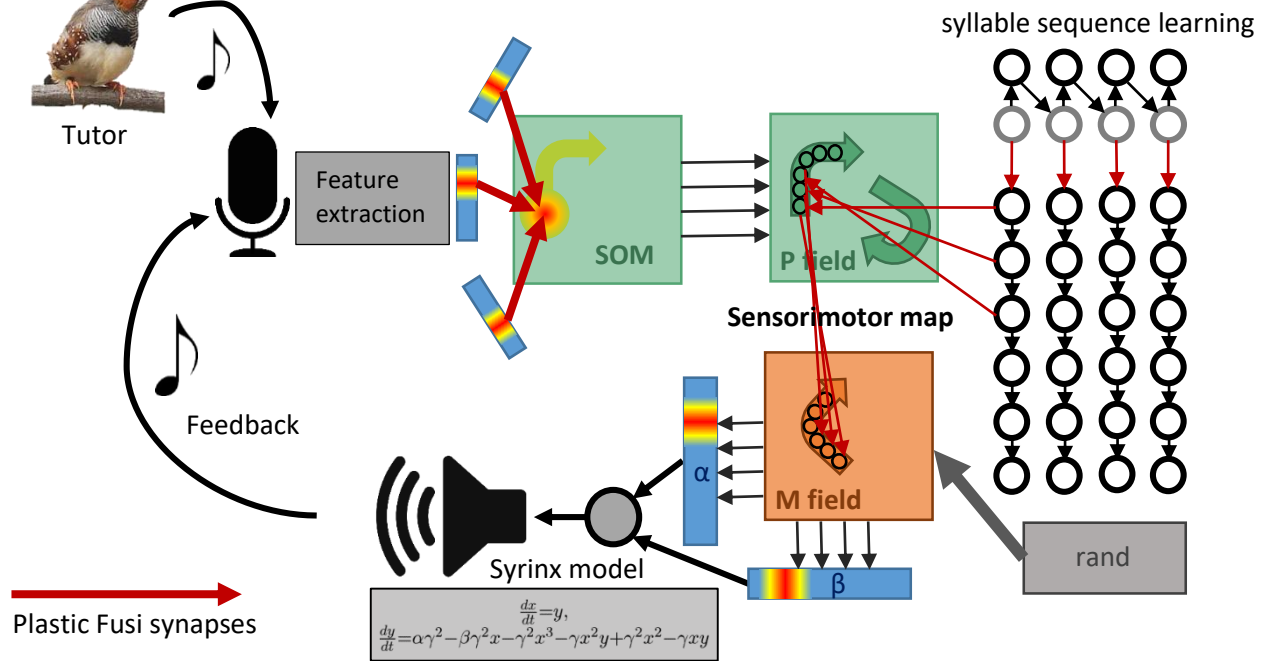 syllable sequence learning
Tutor
Feature
extraction
SOM
P field
Sensorimotor map
Feedback
α
M field
rand
Syrinx model
β
Plastic Fusi synapses
dx/dt=y,
dy/dt=αγ²−βγ²x−γ²x³−γx²y+γ²x²−γxy